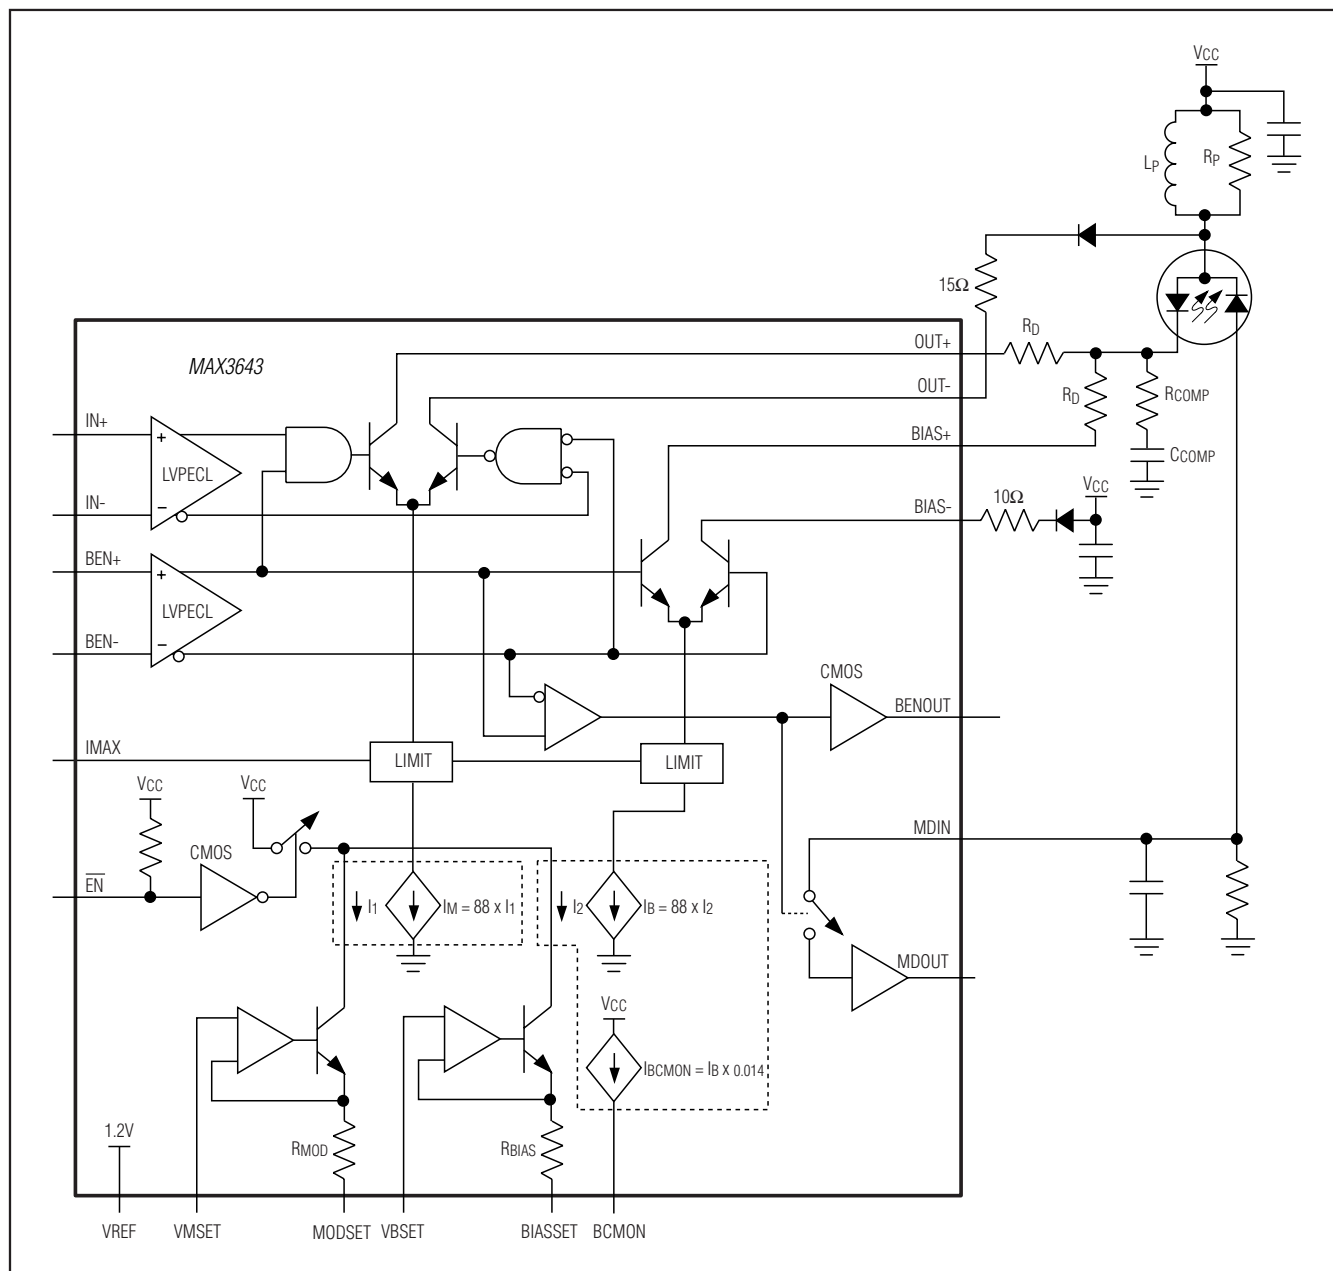 VCC
LP
RP
15Ω
OUT+
RD
MAX3643
OUT-
RD
RCOMP
IN+
+
BIAS+
LVPECL
CCOMP
VCC
10Ω
IN-
−
BIAS-
BEN+
+
LVPECL
BEN-
−
CMOS
BENOUT
IMAX
LIMIT
LIMIT
VCC
VCC
MDIN
CMOS
EN
I1
IM = 88 x I1
I2
IB = 88 x I2
MDOUT
VCC
IBCMON = IB x 0.014
1.2V
RMOD
RBIAS
VREF
VMSET
MODSET
VBSET
BIASSET
BCMON